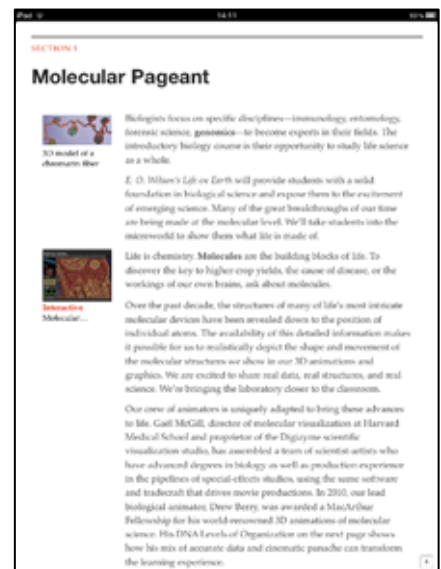 iPad
14:11
SECTION 1
Molecular Pageant
3D model of a
chromatin fiber
Biologists focus on specific disciplines—immunology, entomology,
forensic science, genomics—to become experts in their fields. The
introductory biology course is their opportunity to study life science
as a whole.
E. O. Wilson's Life on Earth will provide students with a solid
foundation in biological science and expose them to the excitement
of emerging science. Many of the great breakthroughs of our time
are being made at the molecular level. We'll take students into the
microworld to show them what life is made of.
Interactive
Molecular...
Life is chemistry. Molecules are the building blocks of life. To
discover the key to higher crop yields, the cause of disease, or the
workings of our own brains, ask about molecules.
Over the past decade, the structures of many of life's most intricate
molecular devices have been revealed down to the position of
individual atoms. The availability of this detailed information makes
it possible for us to realistically depict the shape and movement of
the molecular structures we show in our 3D animations and
graphics. We are excited to share real data, real structures, and real
science. We're bringing the laboratory closer to the classroom.
Our crew of animators is uniquely adapted to bring these advances
to life. Gaël McGill, director of molecular visualization at Harvard
Medical School and proprietor of the Digizyme scientific
visualization studio, has assembled a team of scientist-artists who
have advanced degrees in biology as well as production experience
in the pipelines of special-effects studios, using the same software
and tradecraft that drives movie productions. In 2010, our lead
biological animator, Drew Berry, was awarded a MacArthur
Fellowship for his world-renowned 3D animations of molecular
science. His DNA Levels of Organization on the next page shows
how his mix of accurate data and cinematic panache can transform
the learning experience.